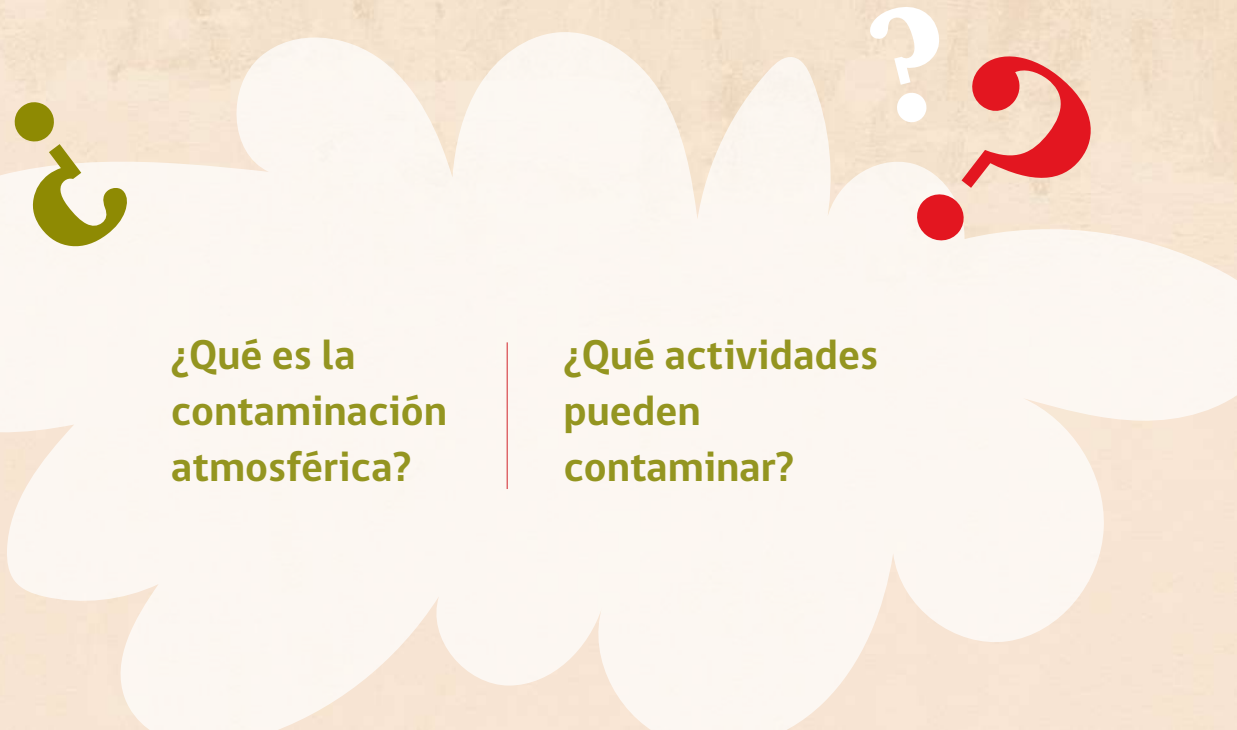 ¿
?
?
¿Qué es la
contaminación
atmosférica?
¿Qué actividades
pueden
contaminar?